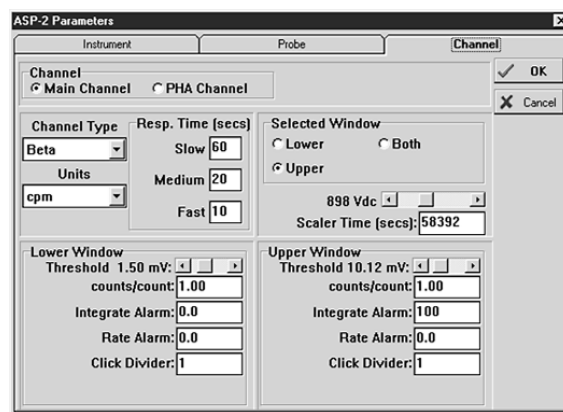 ASP-2 Parameters
Instrument Probe Channel
Channel
Main Channel PHA Channel
OK
Cancel
Channel Type
Beta
Units
cpm
Resp. Time (secs)
Slow 60
Medium 20
Fast 10
Selected Window
Lower Both
Upper
898 Vdc
Scaler Time (secs): 58392
Lower Window
Threshold 1.50 mV:
counts/count: 1.00
Integrate Alarm: 0.0
Rate Alarm: 0.0
Click Divider: 1
Upper Window
Threshold 10.12 mV:
counts/count: 1.00
Integrate Alarm: 100
Rate Alarm: 0.0
Click Divider: 1